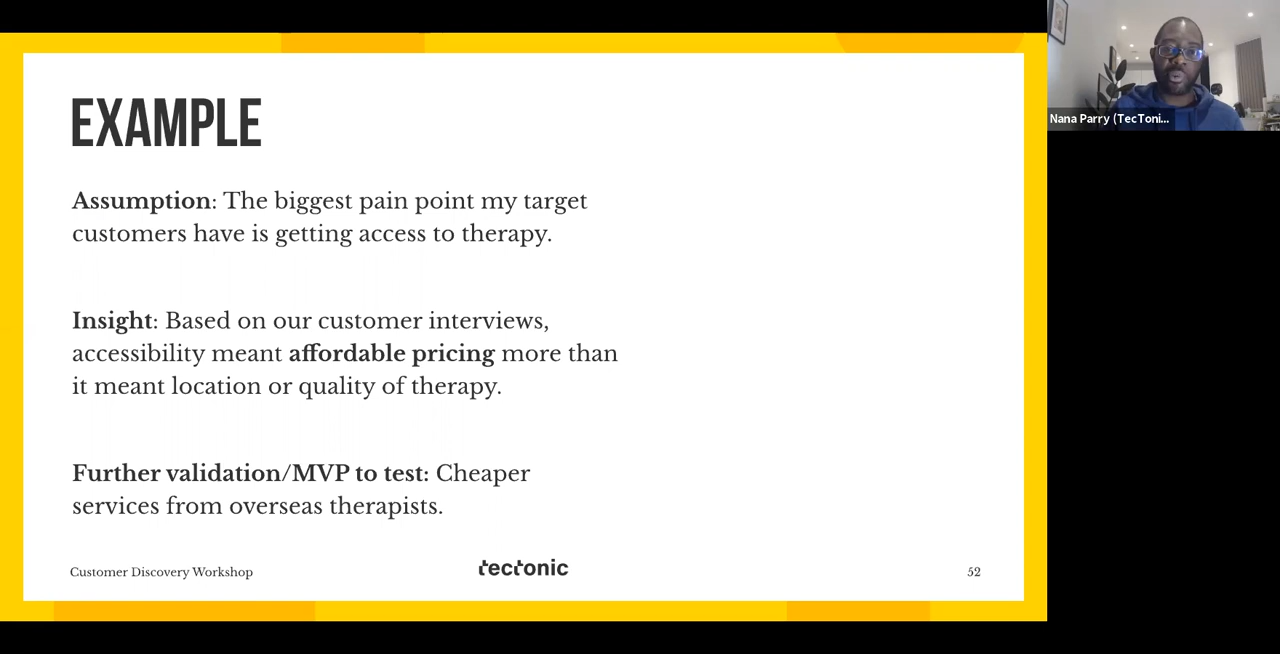 EXAMPLE
Assumption: The biggest pain point my target
customers have is getting access to therapy.
Insight: Based on our customer interviews,
accessibility meant affordable pricing more than
it meant location or quality of therapy.
Further validation/MVP to test: Cheaper
services from overseas therapists.
Customer Discovery Workshop
tectonic
52
Nana Parry (TecToni...